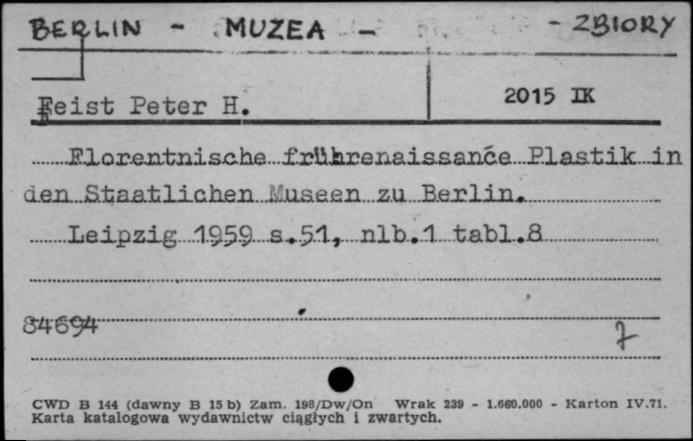 BERLIN - MUZEA - - ZBIORY
Feist Peter H. 2015 IK
Florentnische frührenaissance Plastik in
den Staatlichen Museen zu Berlin.
Leipzig 1959 s.51, nlb.1 tabl.8
84694
7
CWD B 144 (dawny B 15 b) Zam. 198/Dw/On Wrak 239 - 1.660.000 - Karton IV.71.
Karta katalogowa wydawnictw ciągłych i zwartych.